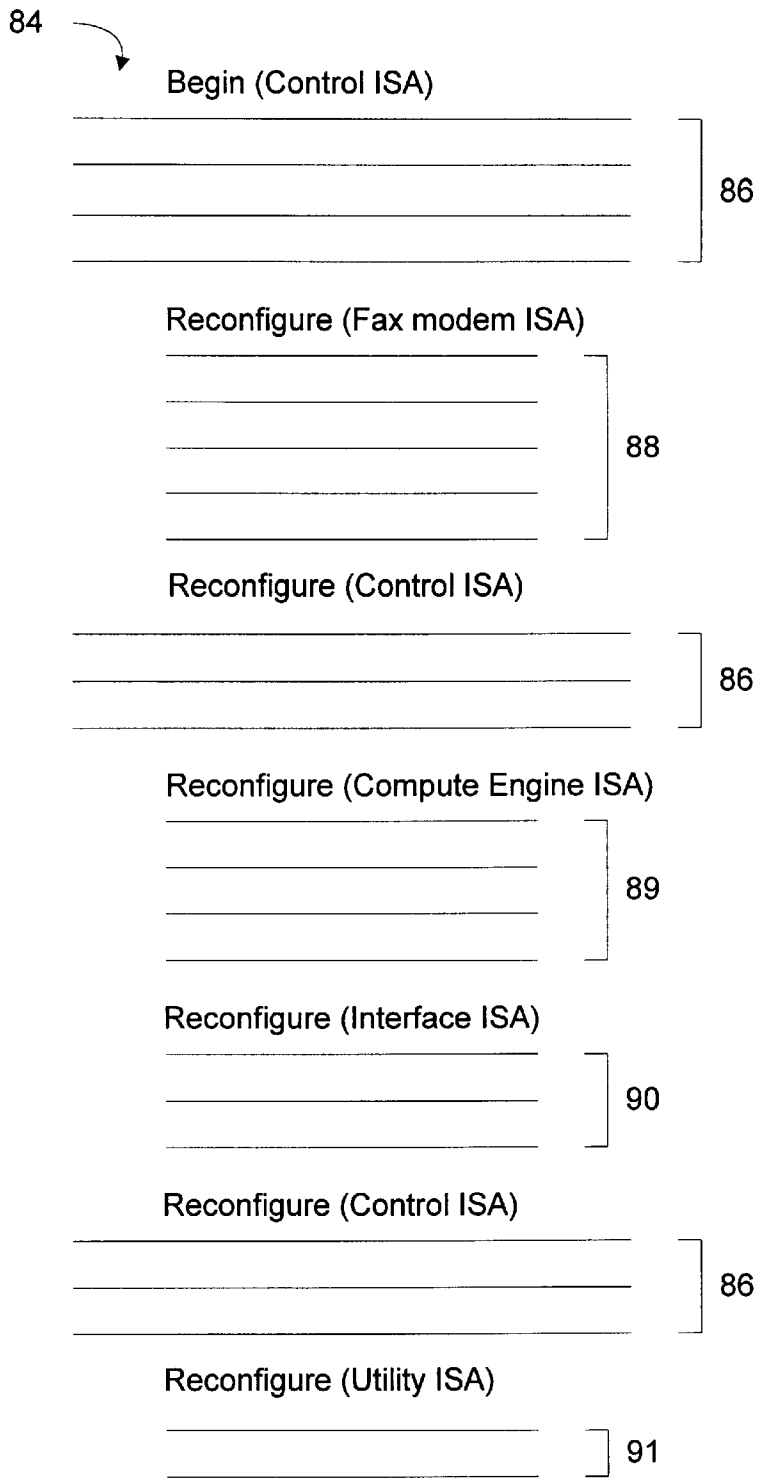 84
Begin (Control ISA)
86
Reconfigure (Fax modem ISA)
88
Reconfigure (Control ISA)
86
Reconfigure (Compute Engine ISA)
89
Reconfigure (Interface ISA)
90
Reconfigure (Control ISA)
86
Reconfigure (Utility ISA)
91